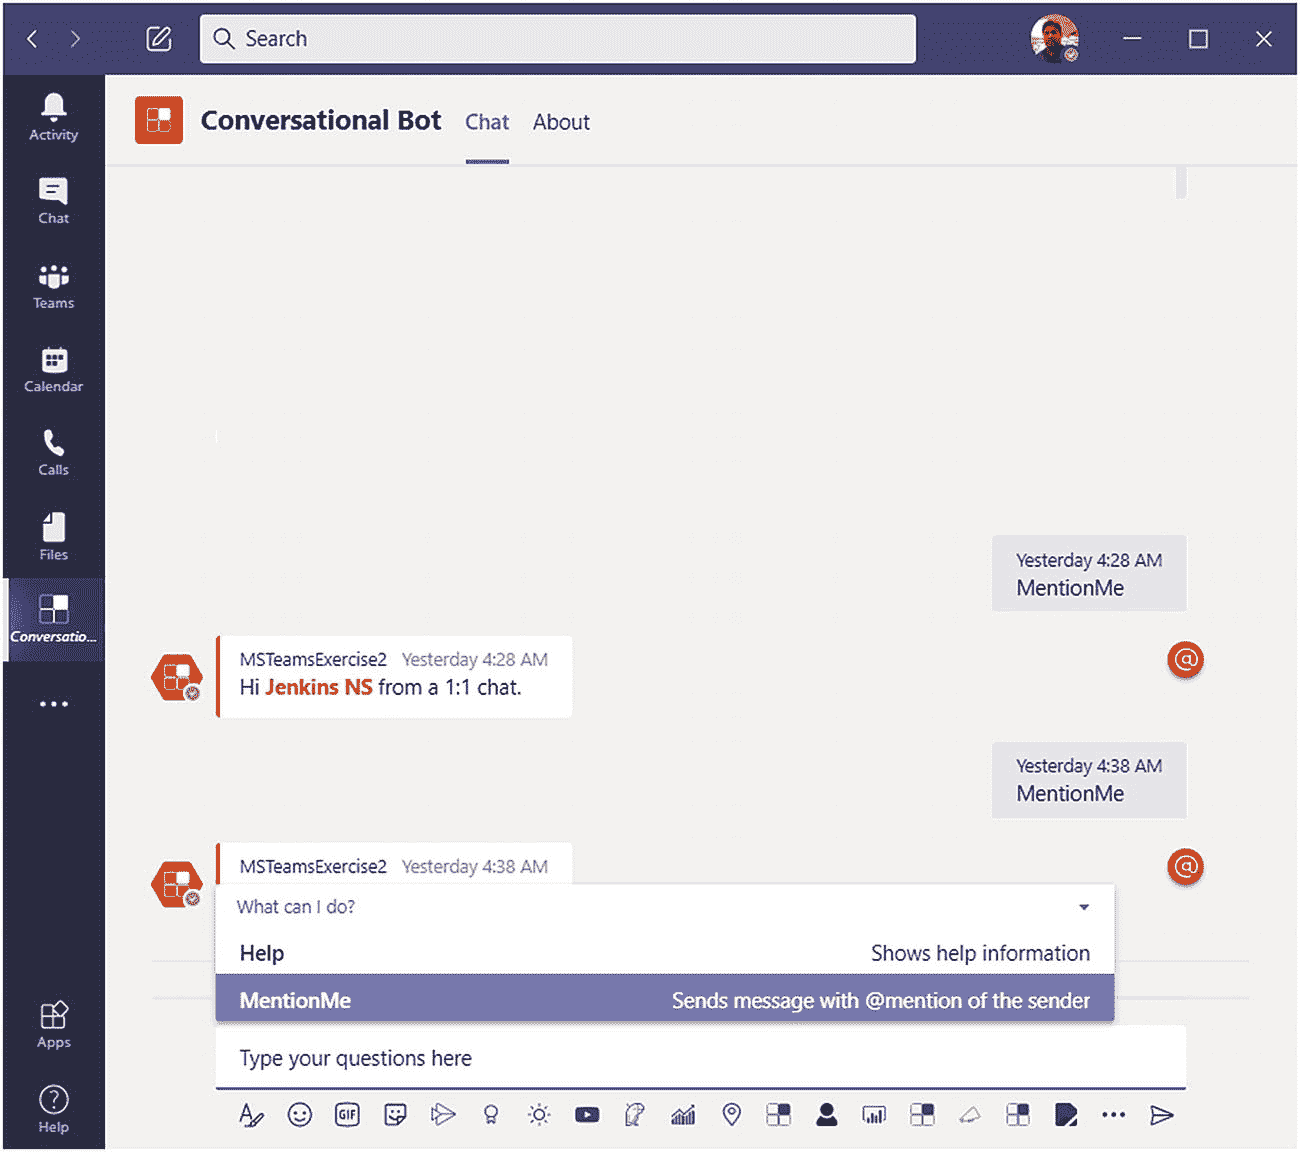 Search
Activity
Chat
Teams
Calendar
Calls
Files
Conversatio...
Apps
Help
Conversational Bot Chat About
Yesterday 4:28 AM
MentionMe
MSTeamsExercise2 Yesterday 4:28 AM
Hi Jenkins NS from a 1:1 chat.
@
Yesterday 4:38 AM
MentionMe
MSTeamsExercise2 Yesterday 4:38 AM
@
What can I do?
Help Shows help information
MentionMe Sends message with @mention of the sender
Type your questions here
GIF